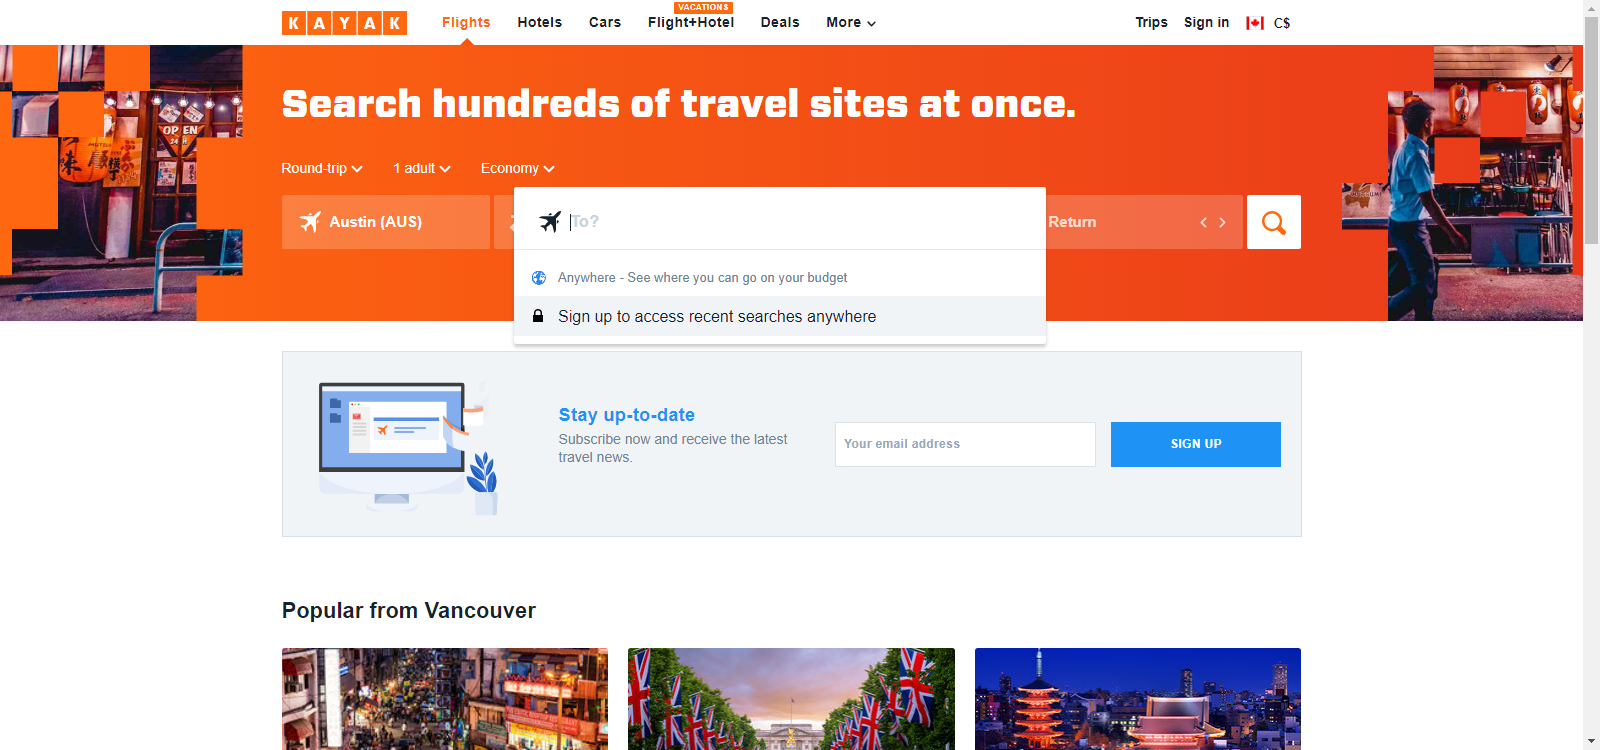 KAYAK
Flights
Hotels
Cars
VACATIONS
Flight+Hotel
Deals
More
Trips
Sign in
C$
Search hundreds of travel sites at once.
Round-trip
1 adult
Economy
Austin (AUS)
To?
Return
Anywhere - See where you can go on your budget
Sign up to access recent searches anywhere
OPEN
Stay up-to-date
Subscribe now and receive the latest
travel news.
Your email address
SIGN UP
Popular from Vancouver